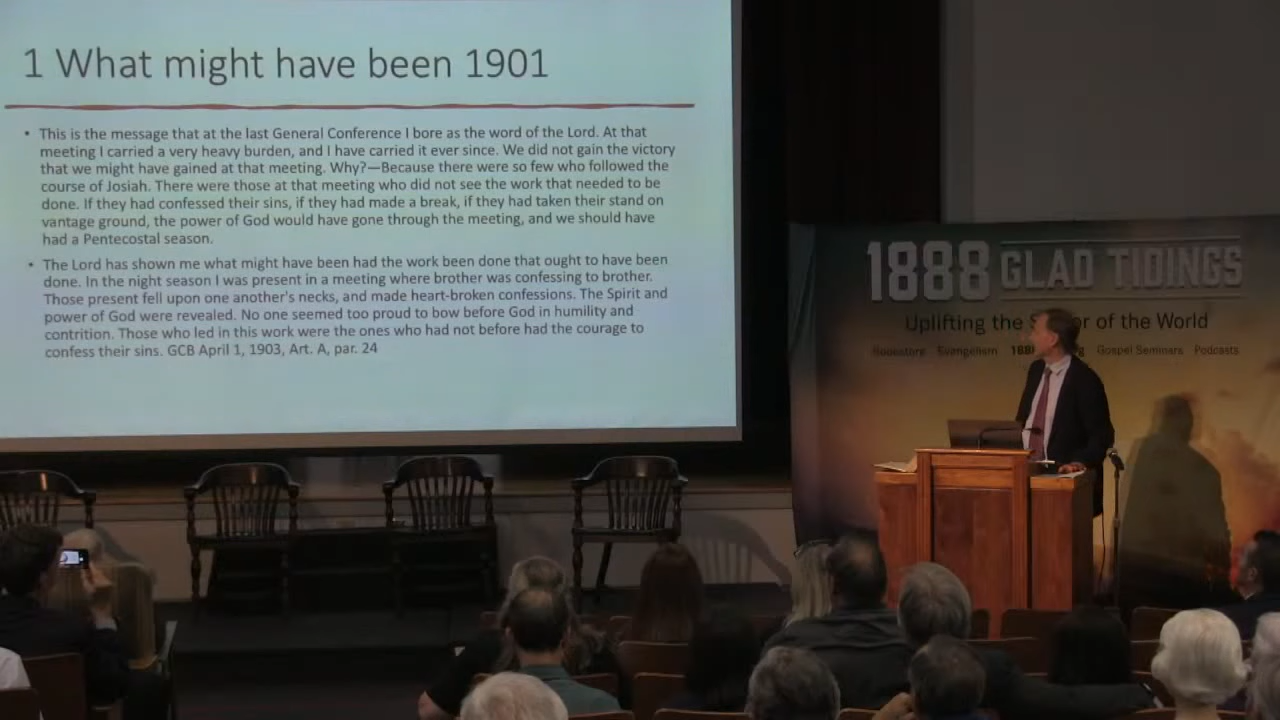 1 What might have been 1901
• This is the message that at the last General Conference I bore as the word of the Lord. At that
meeting I carried a very heavy burden, and I have carried it ever since. We did not gain the victory
that we might have gained at that meeting. Why?—Because there were so few who followed the
course of Josiah. There were those at that meeting who did not see the work that needed to be
done. If they had confessed their sins, if they had made a break, if they had taken their stand on
vantage ground, the power of God would have gone through the meeting, and we should have
had a Pentecostal season.
• The Lord has shown me what might have been had the work been done that ought to have been
done. In the night season I was present in a meeting where brother was confessing to brother.
Those present fell upon one another's necks, and made heart-broken confessions. The Spirit and
power of God were revealed. No one seemed too proud to bow before God in humility and
contrition. Those who led in this work were the ones who had not before had the courage to
confess their sins. GCB April 1, 1903, Art. A, par. 24
1888 GLAD TIDINGS
Uplifting the of the World
Bookstore Evangelism 188 Gospel Seminars Podcasts